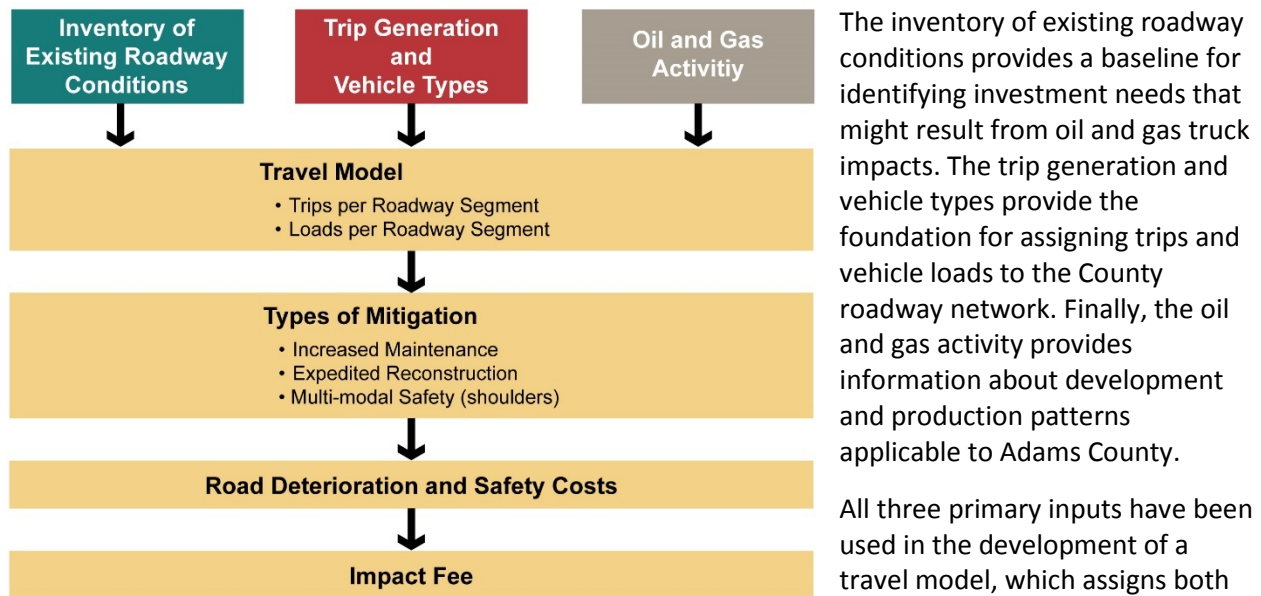 Inventory of
Existing Roadway
Conditions
Trip Generation
and
Vehicle Types
Oil and Gas
Activitiy
Travel Model
• Trips per Roadway Segment
• Loads per Roadway Segment
Types of Mitigation
• Increased Maintenance
• Expedited Reconstruction
• Multi-modal Safety (shoulders)
Road Deterioration and Safety Costs
Impact Fee
The inventory of existing roadway
conditions provides a baseline for
identifying investment needs that
might result from oil and gas truck
impacts. The trip generation and
vehicle types provide the
foundation for assigning trips and
vehicle loads to the County
roadway network. Finally, the oil
and gas activity provides
information about development
and production patterns
applicable to Adams County.
All three primary inputs have been
used in the development of a
travel model, which assigns both